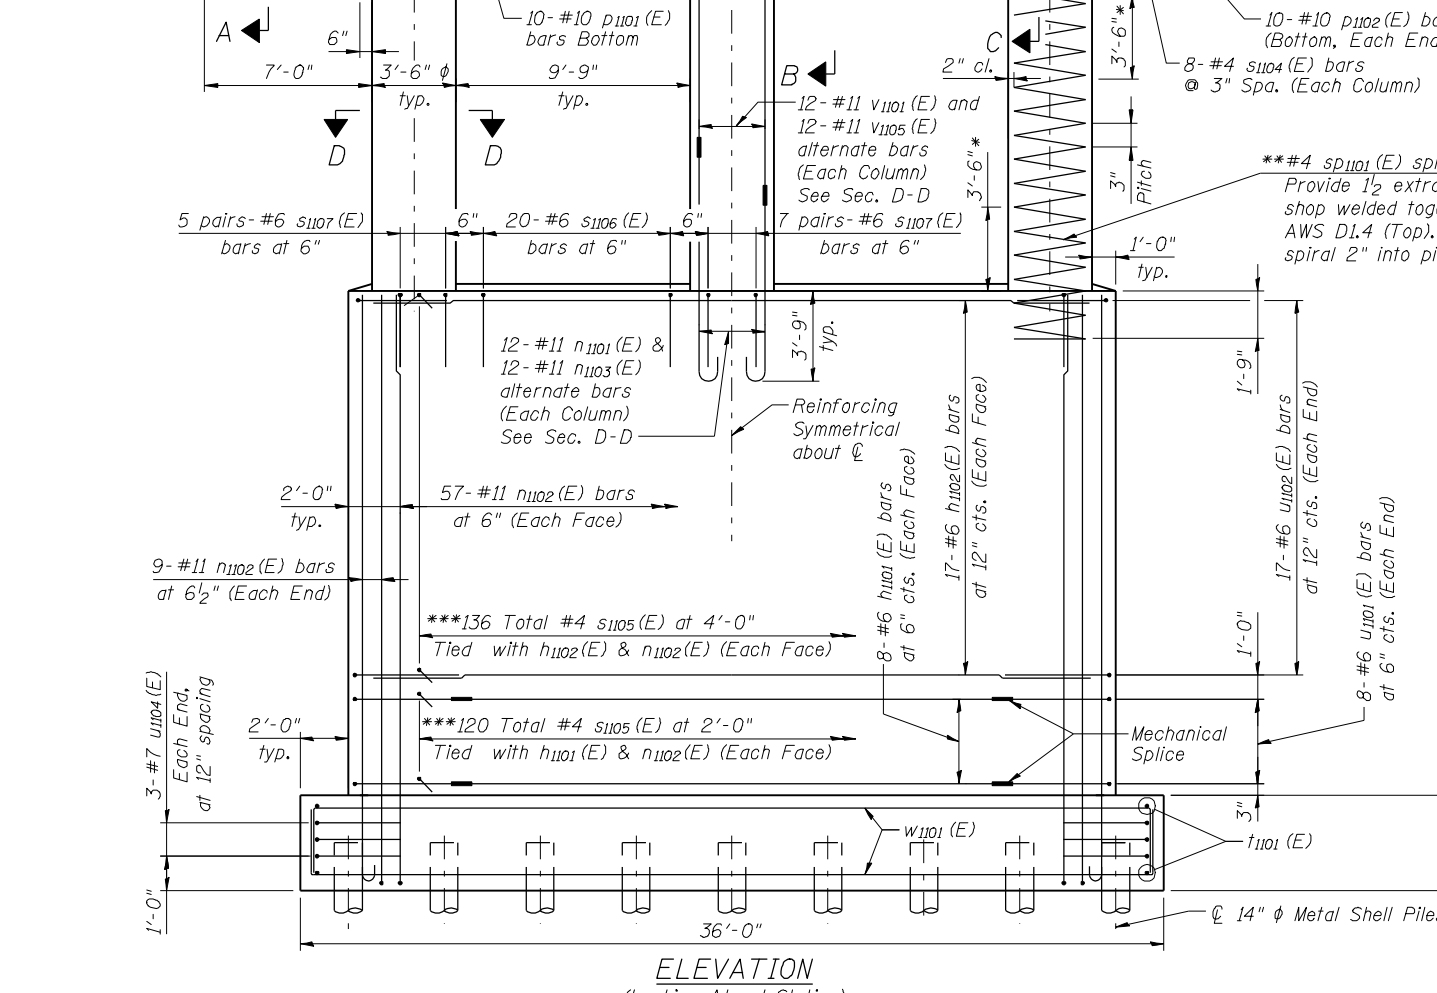 10-#10 p1101(E)
bars Bottom
A
6"
7'-0"
3'-6" ϕ
typ.
9'-9"
typ.
B
C
2" cl.
3'-6"*
10-#10 p1102(E)
(Bottom, Each End
8-#4 s1104(E) bars
@ 3" Spa. (Each Column)
D
D
12-#11 v1101(E) and
12-#11 v1105(E)
alternate bars
(Each Column)
See Sec. D-D
3'-6"*
3"
Pitch
**#4 sp1101(E)
Provide 1½
shop welded
AWS D1.4 (Top).
spiral 2" into
5 pairs-#6 s1107(E)
bars at 6"
6"
20-#6 s1106(E)
bars at 6"
6"
7 pairs-#6 s1107(E)
bars at 6"
1'-0"
typ.
12-#11 n1101(E) &
12-#11 n1103(E)
alternate bars
(Each Column)
See Sec. D-D
3'-9"
typ.
1'-9"
Reinforcing
Symmetrical
about ℄
17-#6 h1102(E) bars
at 12" cts. (Each Face)
17-#6 u1102(E) bars
at 12" cts. (Each End)
2'-0"
typ.
57-#11 n1102(E) bars
at 6" (Each Face)
8-#6 h1101(E) bars
at 6" cts. (Each Face)
8-#6 u1101(E) bars
at 6" cts. (Each End)
9-#11 n1102(E) bars
at 6½" (Each End)
***136 Total #4 s1105(E) at 4'-0"
Tied with h1102(E) & n1102(E) (Each Face)
1'-0"
3-#7 u1104(E)
Each End,
at 12" spacing
2'-0"
typ.
***120 Total #4 s1105(E) at 2'-0"
Tied with h1101(E) & n1102(E) (Each Face)
Mechanical
Splice
3"
w1101(E)
t1101(E)
1'-0"
℄ 14" ϕ Metal Shell
36'-0"
ELEVATION